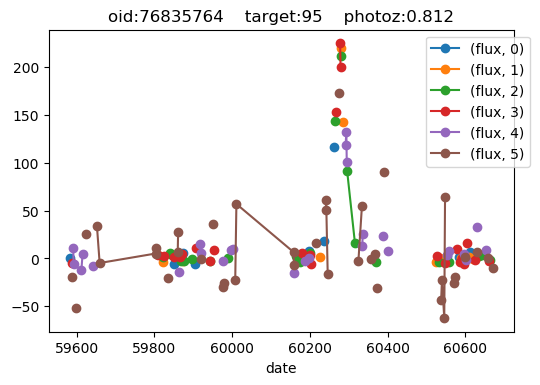 oid:76835764    target:95    photoz:0.812
(flux, 0)
(flux, 1)
(flux, 2)
(flux, 3)
(flux, 4)
(flux, 5)
200
150
100
50
0
−50
59600 59800 60000 60200 60400 60600
date